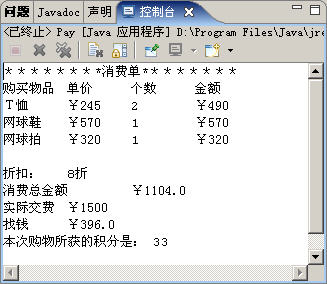 问题 Javadoc 声明 控制台
<已终止> Pay [Java 应用程序] D:\Program Files\Java\jre
＊＊＊＊＊＊＊*消费单*＊＊＊＊＊＊＊
购买物品 单价 个数 金额
T恤 ￥245 2 ￥490
网球鞋 ￥570 1 ￥570
网球拍 ￥320 1 ￥320
折扣： 8折
消费总金额 ￥1104.0
实际交费 ￥1500
找钱 ￥396.0
本次购物所获的积分是： 33